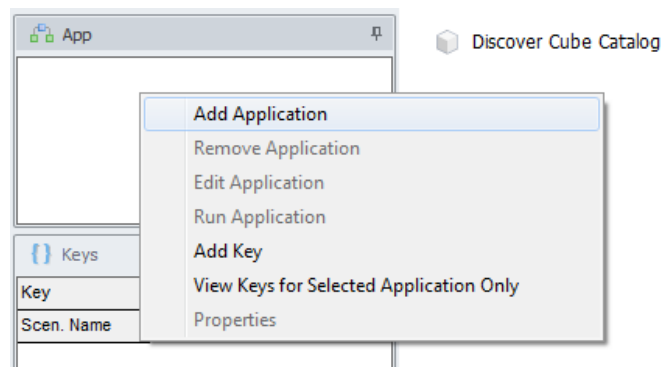 App
Discover Cube Catalog
Add Application
Remove Application
Edit Application
Run Application
Add Key
View Keys for Selected Application Only
Properties
Keys
Key
Scen. Name